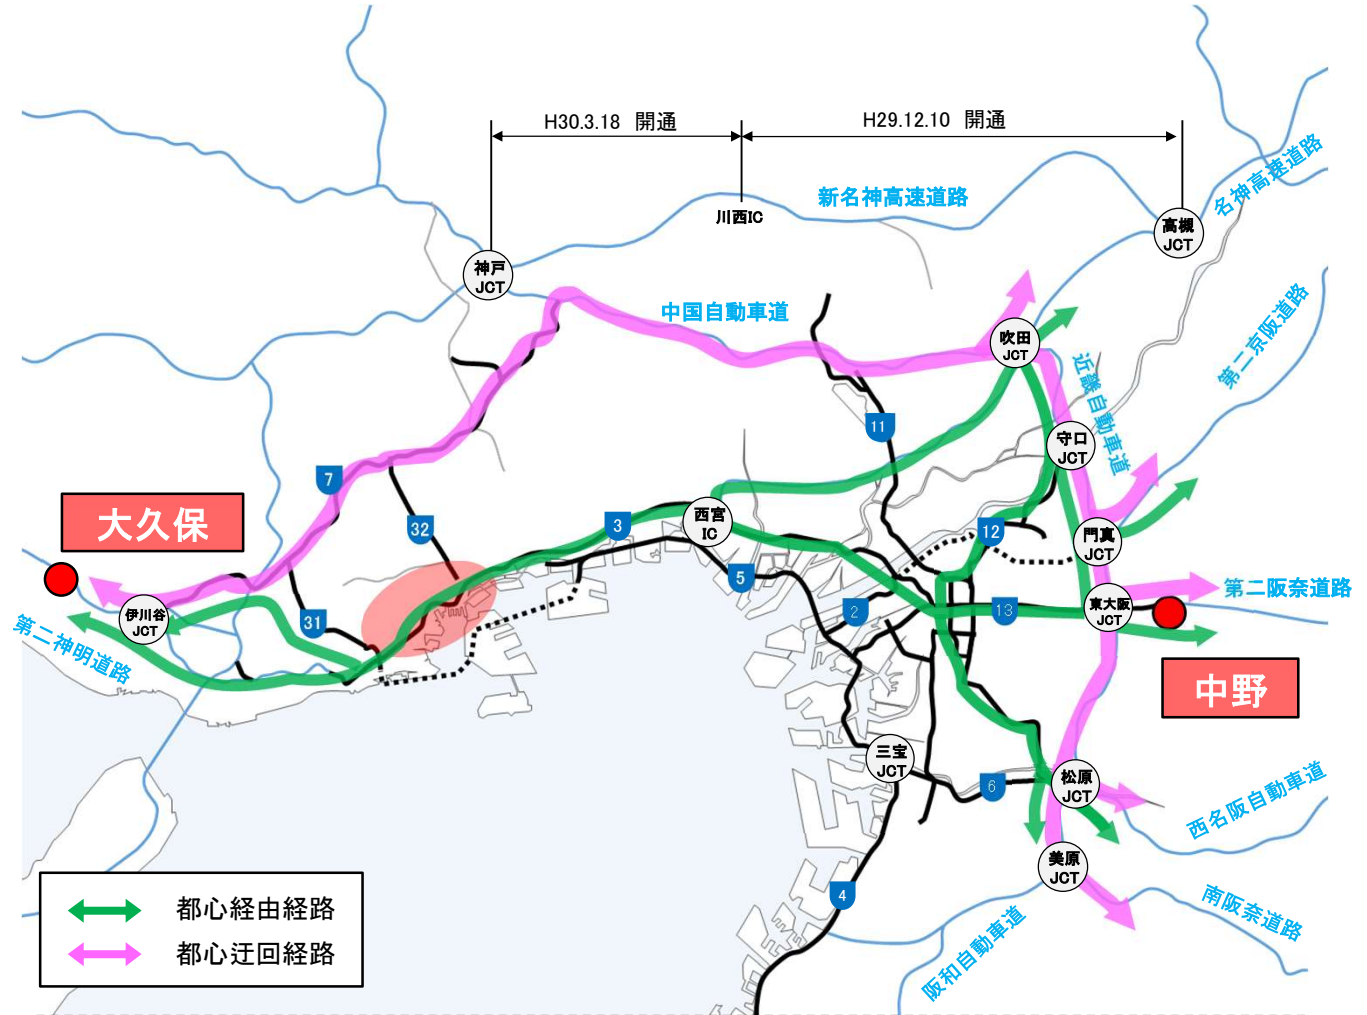 H30.3.18 開通
H29.12.10 開通
名神高速道路
新名神高速道路
川西IC
高槻
JCT
神戸
JCT
中国自動車道
吹田
JCT
第二京阪道路
近畿自動車道
11
守口
JCT
7
大久保
32
3
西宮
IC
12
門真
JCT
5
第二阪奈道路
2
13
東大阪
JCT
伊川谷
JCT
31
第二神明道路
中野
三宝
JCT
6
松原
JCT
西名阪自動車道
美原
JCT
4
南阪奈道路
阪和自動車道
都心経由経路
都心迂回経路